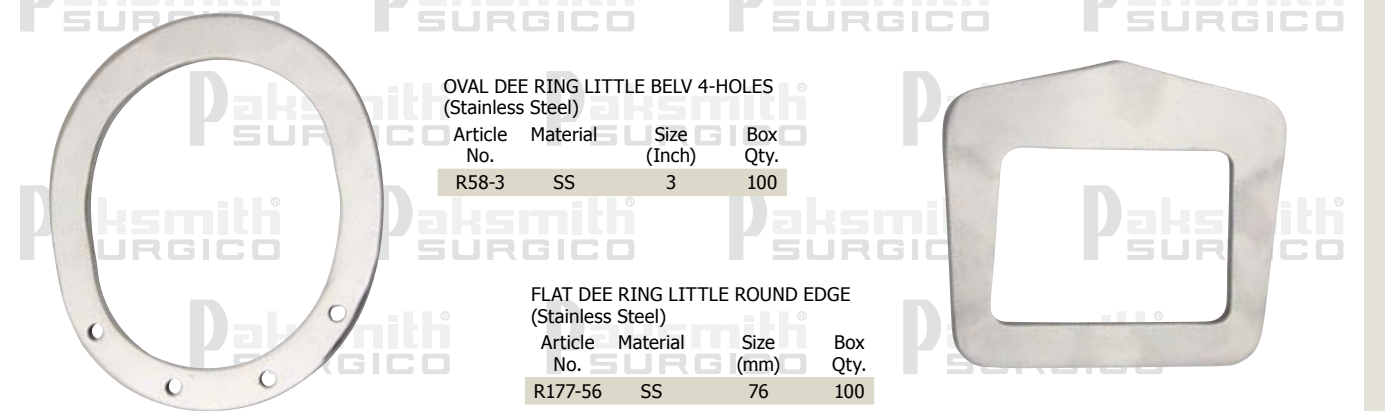 OVAL DEE RING LITTLE BELV 4-HOLES
(Stainless Steel)
Article No. Material Size (Inch) Box Qty.
R58-3 SS 3 100
FLAT DEE RING LITTLE ROUND EDGE
(Stainless Steel)
Article No. Material Size (mm) Box Qty.
R177-56 SS 76 100
Paksmith®
SURGICO